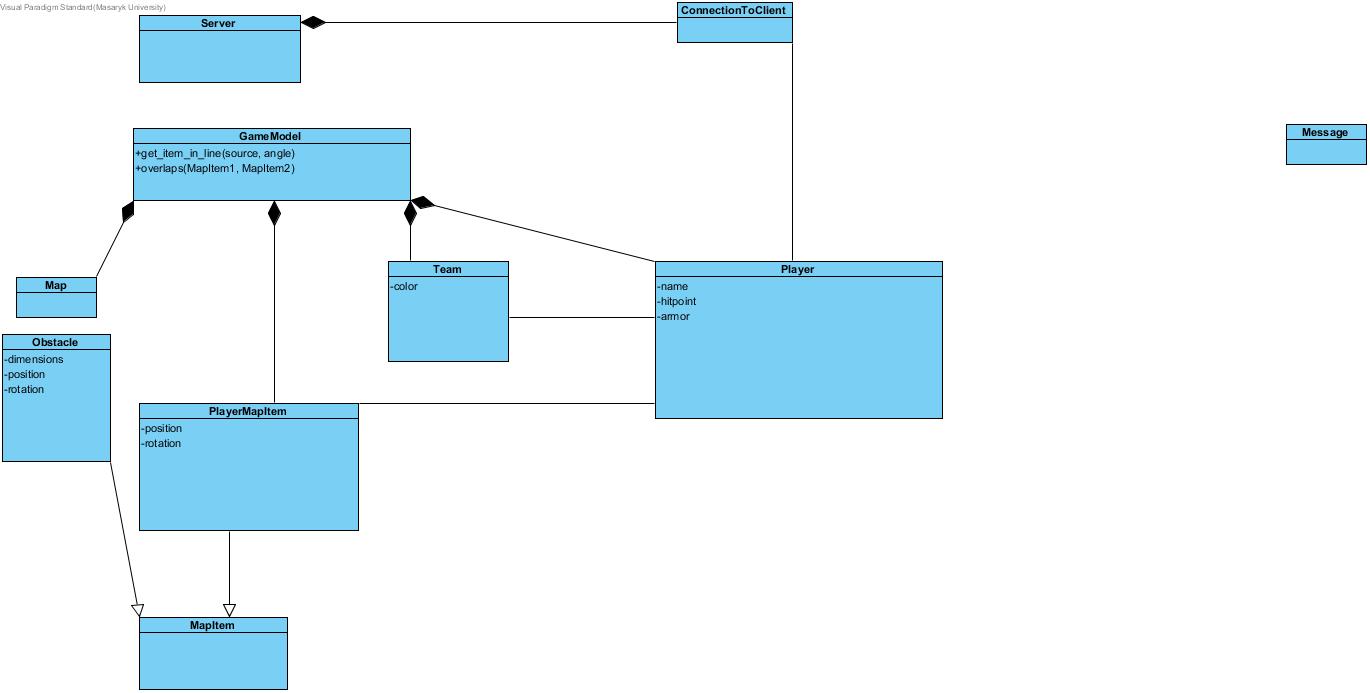 Visual Paradigm Standard(Masaryk University)
Server
ConnectionToClient
Message
GameModel
+get_item_in_line(source, angle)
+overlaps(MapItem1, MapItem2)
Map
Team
-color
Player
-name
-hitpoint
-armor
Obstacle
-dimensions
-position
-rotation
PlayerMapItem
-position
-rotation
MapItem